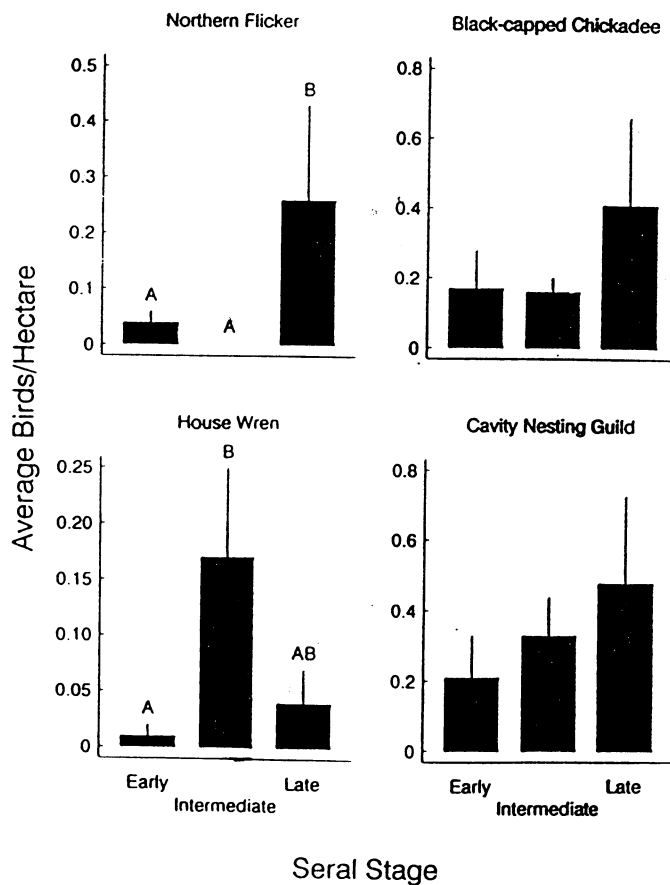 Northern Flicker
0.5
0.4
0.3
0.2
0.1
0
A
A
B
Black-capped Chickadee
0.8
0.6
0.4
0.2
0
Average Birds/Hectare
House Wren
0.25
0.20
0.15
0.10
0.05
0
A
B
AB
Early
Intermediate
Late
Cavity Nesting Guild
0.8
0.6
0.4
0.2
0
Early
Intermediate
Late
Seral Stage